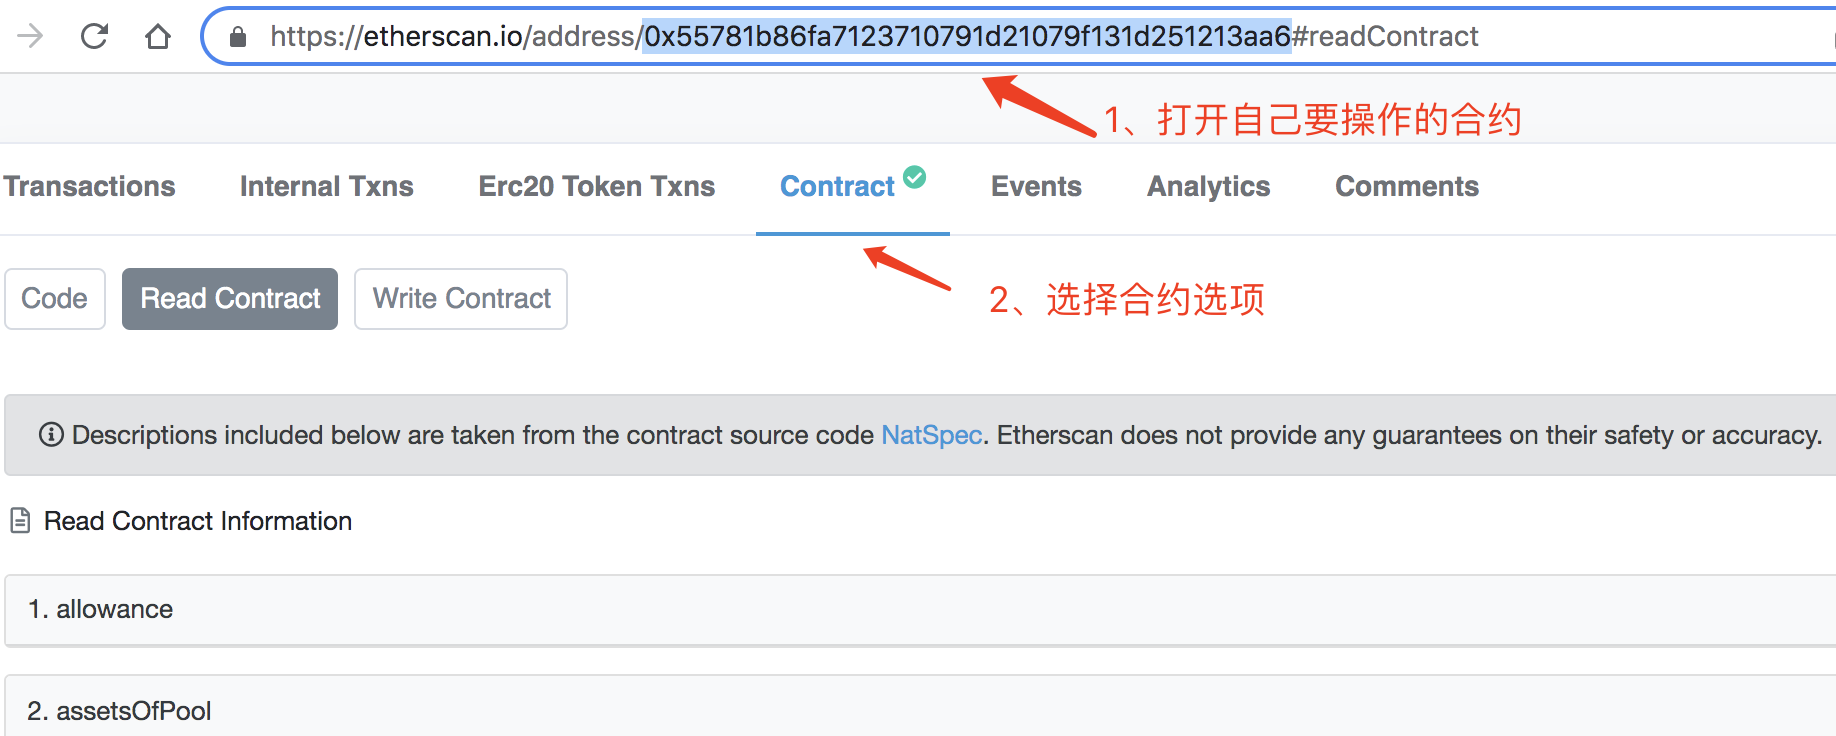 https://etherscan.io/address/0x55781b86fa7123710791d21079f131d251213aa6#readContract
1、打开自己要操作的合约
Transactions Internal Txns Erc20 Token Txns Contract Events Analytics Comments
Code Read Contract Write Contract
2、选择合约选项
Descriptions included below are taken from the contract source code NatSpec. Etherscan does not provide any guarantees on their safety or accuracy.
Read Contract Information
1. allowance
2. assetsOfPool